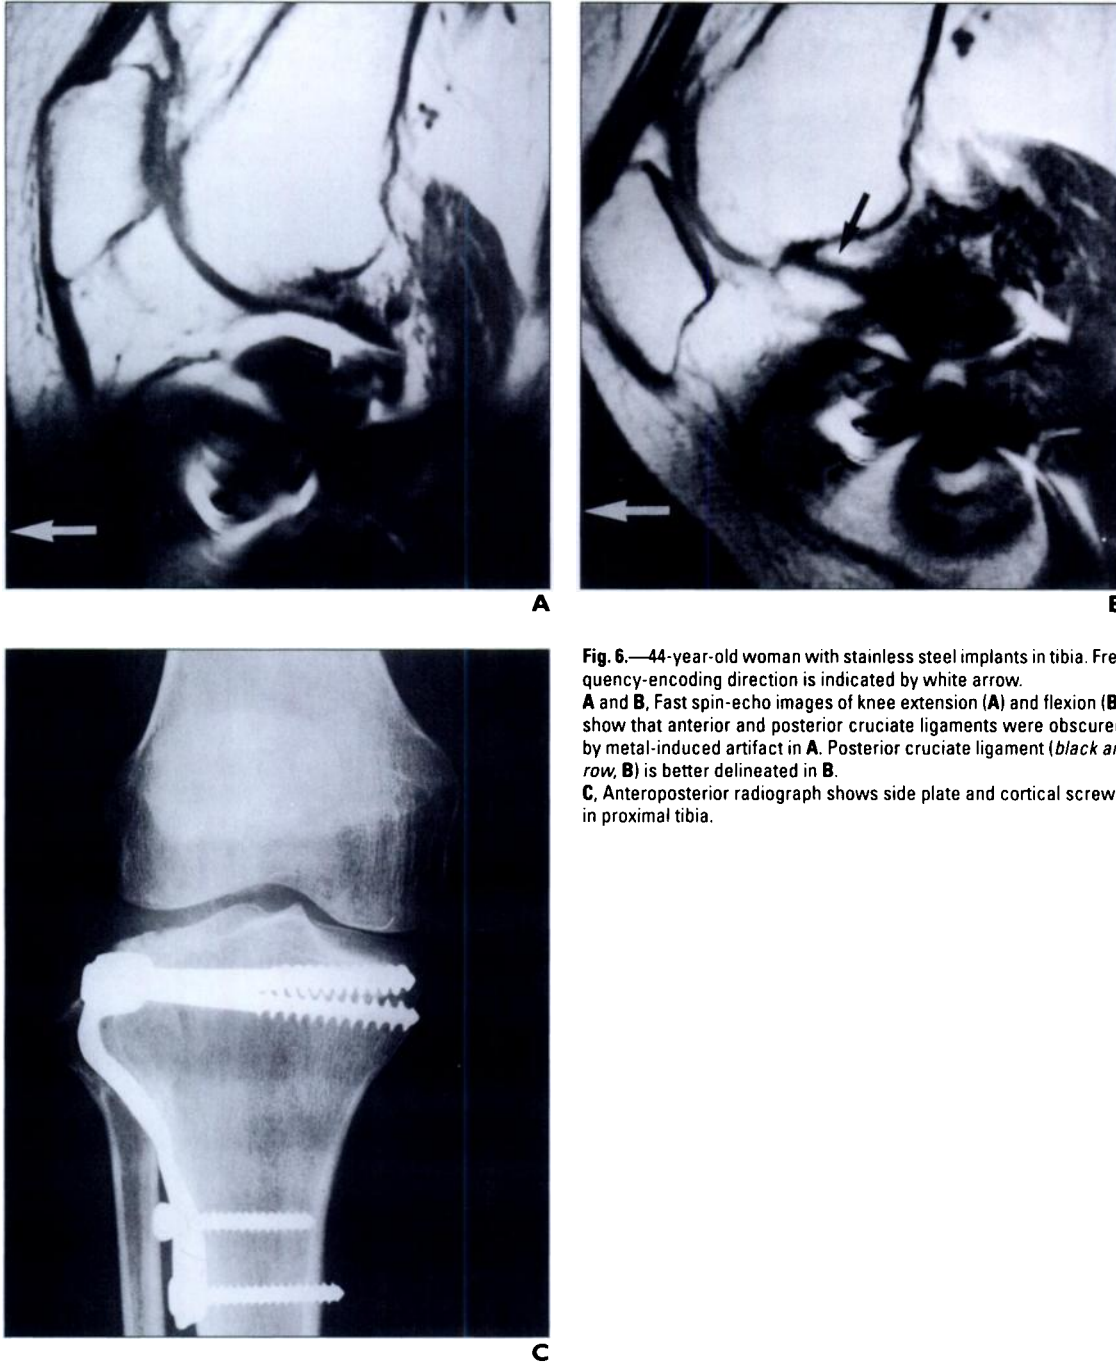 A
B
Fig. 6.—44-year-old woman with stainless steel implants in tibia. Fre
quency-encoding direction is indicated by white arrow.
A and B, Fast spin-echo images of knee extension (A) and flexion (B
show that anterior and posterior cruciate ligaments were obscure
by metal-induced artifact in A. Posterior cruciate ligament (black ar
row, B) is better delineated in B.
C, Anteroposterior radiograph shows side plate and cortical screw
in proximal tibia.
C